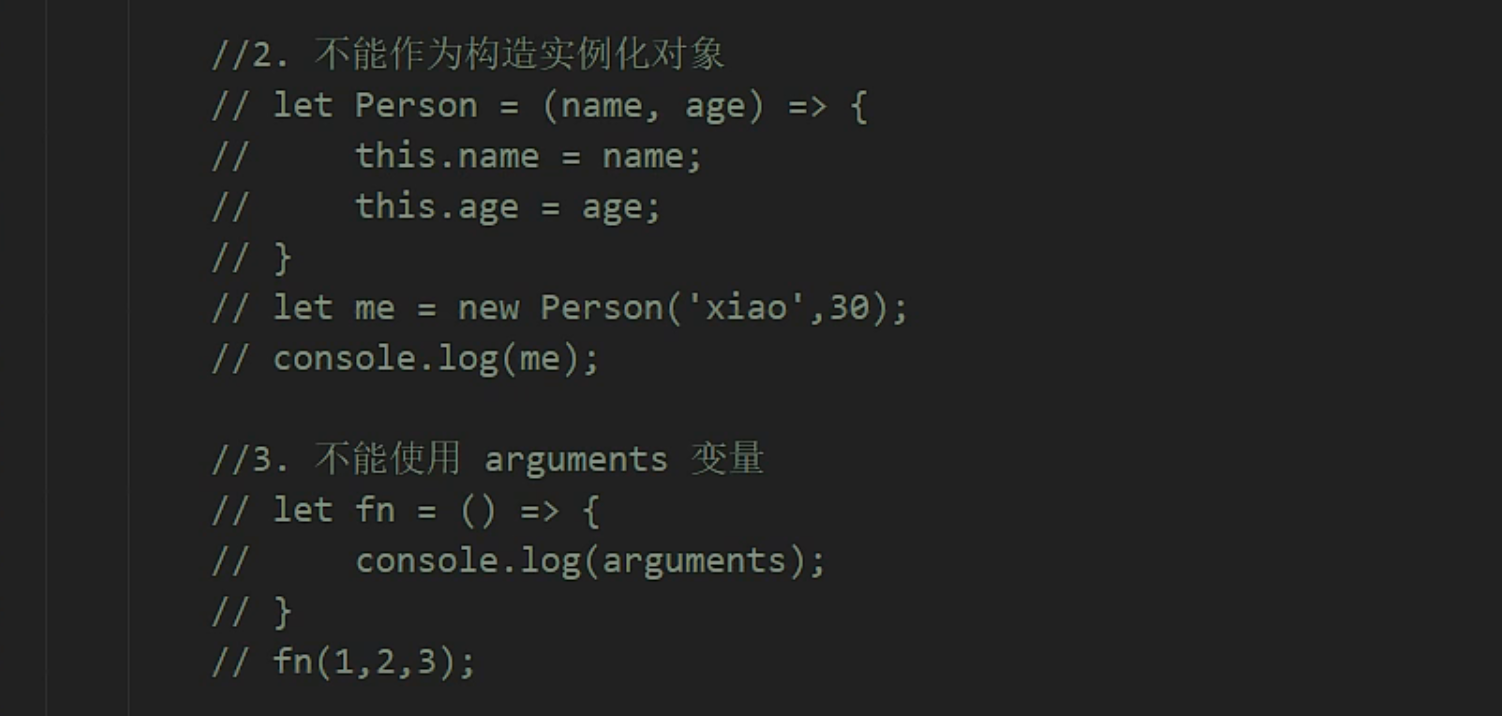 //2. 不能作为构造实例化对象
// let Person = (name, age) => {
//     this.name = name;
//     this.age = age;
// }
// let me = new Person('xiao',30);
// console.log(me);
//3. 不能使用 arguments 变量
// let fn = () => {
//     console.log(arguments);
// }
// fn(1,2,3);